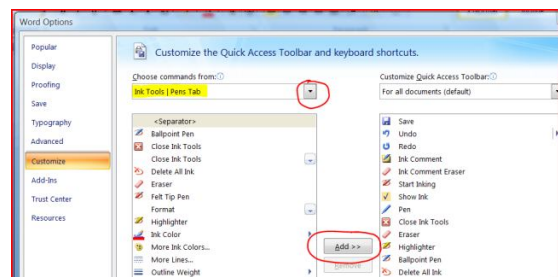 Word Options
Popular
Display
Proofing
Save
Typography
Advanced
Customize
Add-Ins
Trust Center
Resources
Customize the Quick Access Toolbar and keyboard shortcuts.
Choose commands from:
Ink Tools | Pens Tab
<Separator>
Ballpoint Pen
Close Ink Tools
Close Ink Tools
Delete All Ink
Eraser
Felt Tip Pen
Format
Highlighter
Ink Color
More Ink Colors...
More Lines...
Outline Weight
Add >>
Remove
Customize Quick Access Toolbar:
For all documents (default)
Save
Undo
Redo
Ink Comment
Ink Comment Eraser
Start Inking
Show Ink
Pen
Close Ink Tools
Eraser
Highlighter
Ballpoint Pen
Delete All Ink